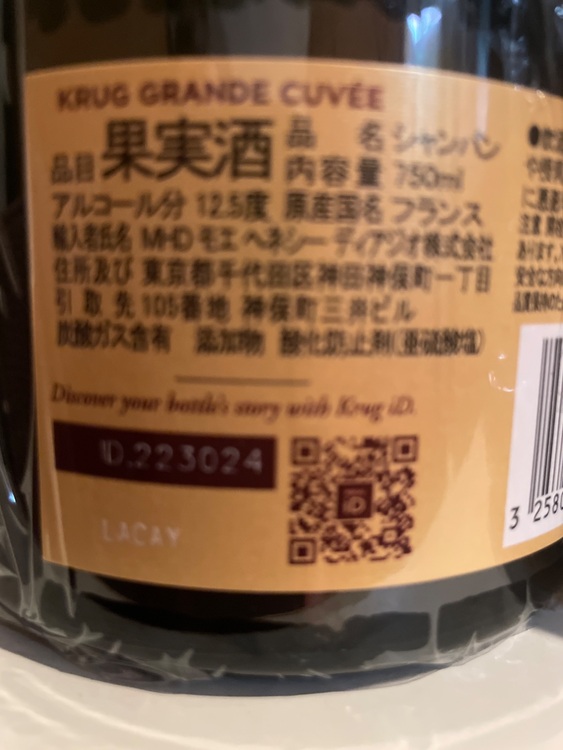 KRUG GRANDE CUVÉE
品目 果実酒 品 名 シャンパン
内容量 750ml
アルコール分 12.5度 原産国名 フランス
輸入者氏名 MHD モエ ヘネシー ディアジオ株式会社
住所及び 東京都千代田区神田神保町一丁目
引取先 105番地 神保町三井ビル
炭酸ガス含有 添加物 酸化防止剤(亜硫酸塩)
Discover your bottle's story with Krug iD.
ID.223024
LACAY
iD
3 2580